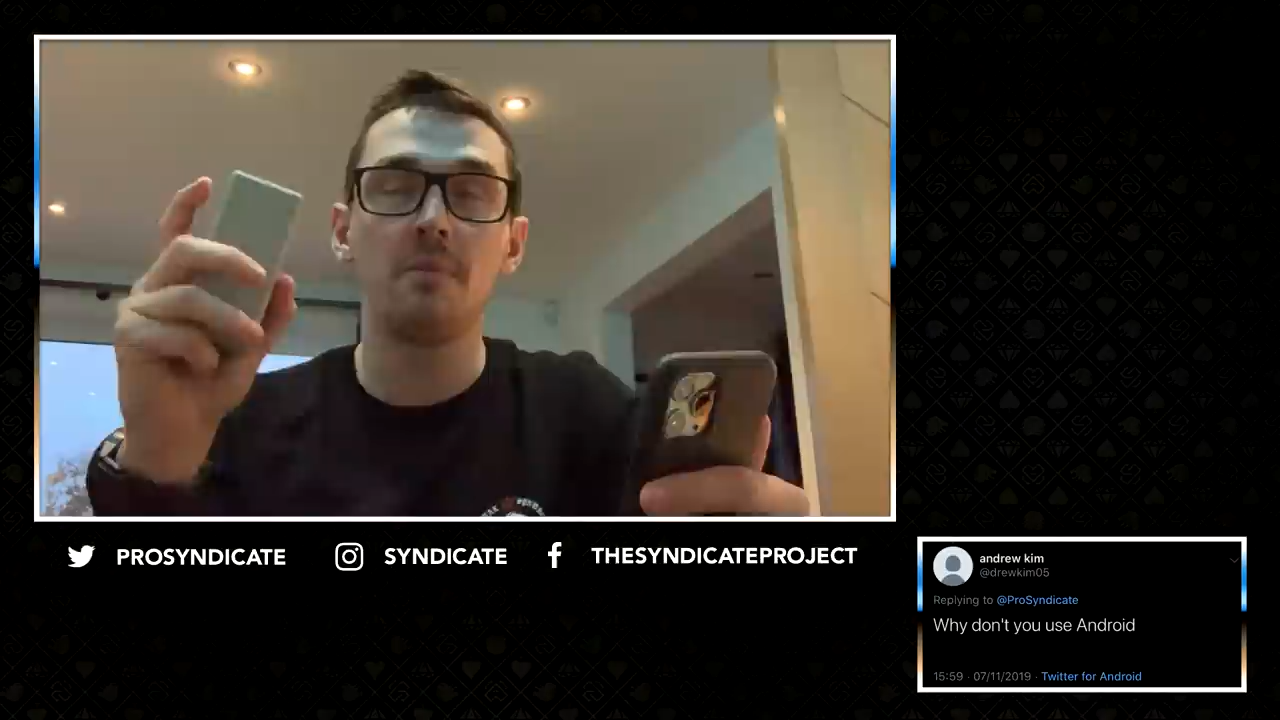 PROSYNDICATE
SYNDICATE
THESYNDICATEPROJECT
andrew kim
@drewkim05
Replying to @ProSyndicate
Why don't you use Android
15:59 · 07/11/2019 · Twitter for Android